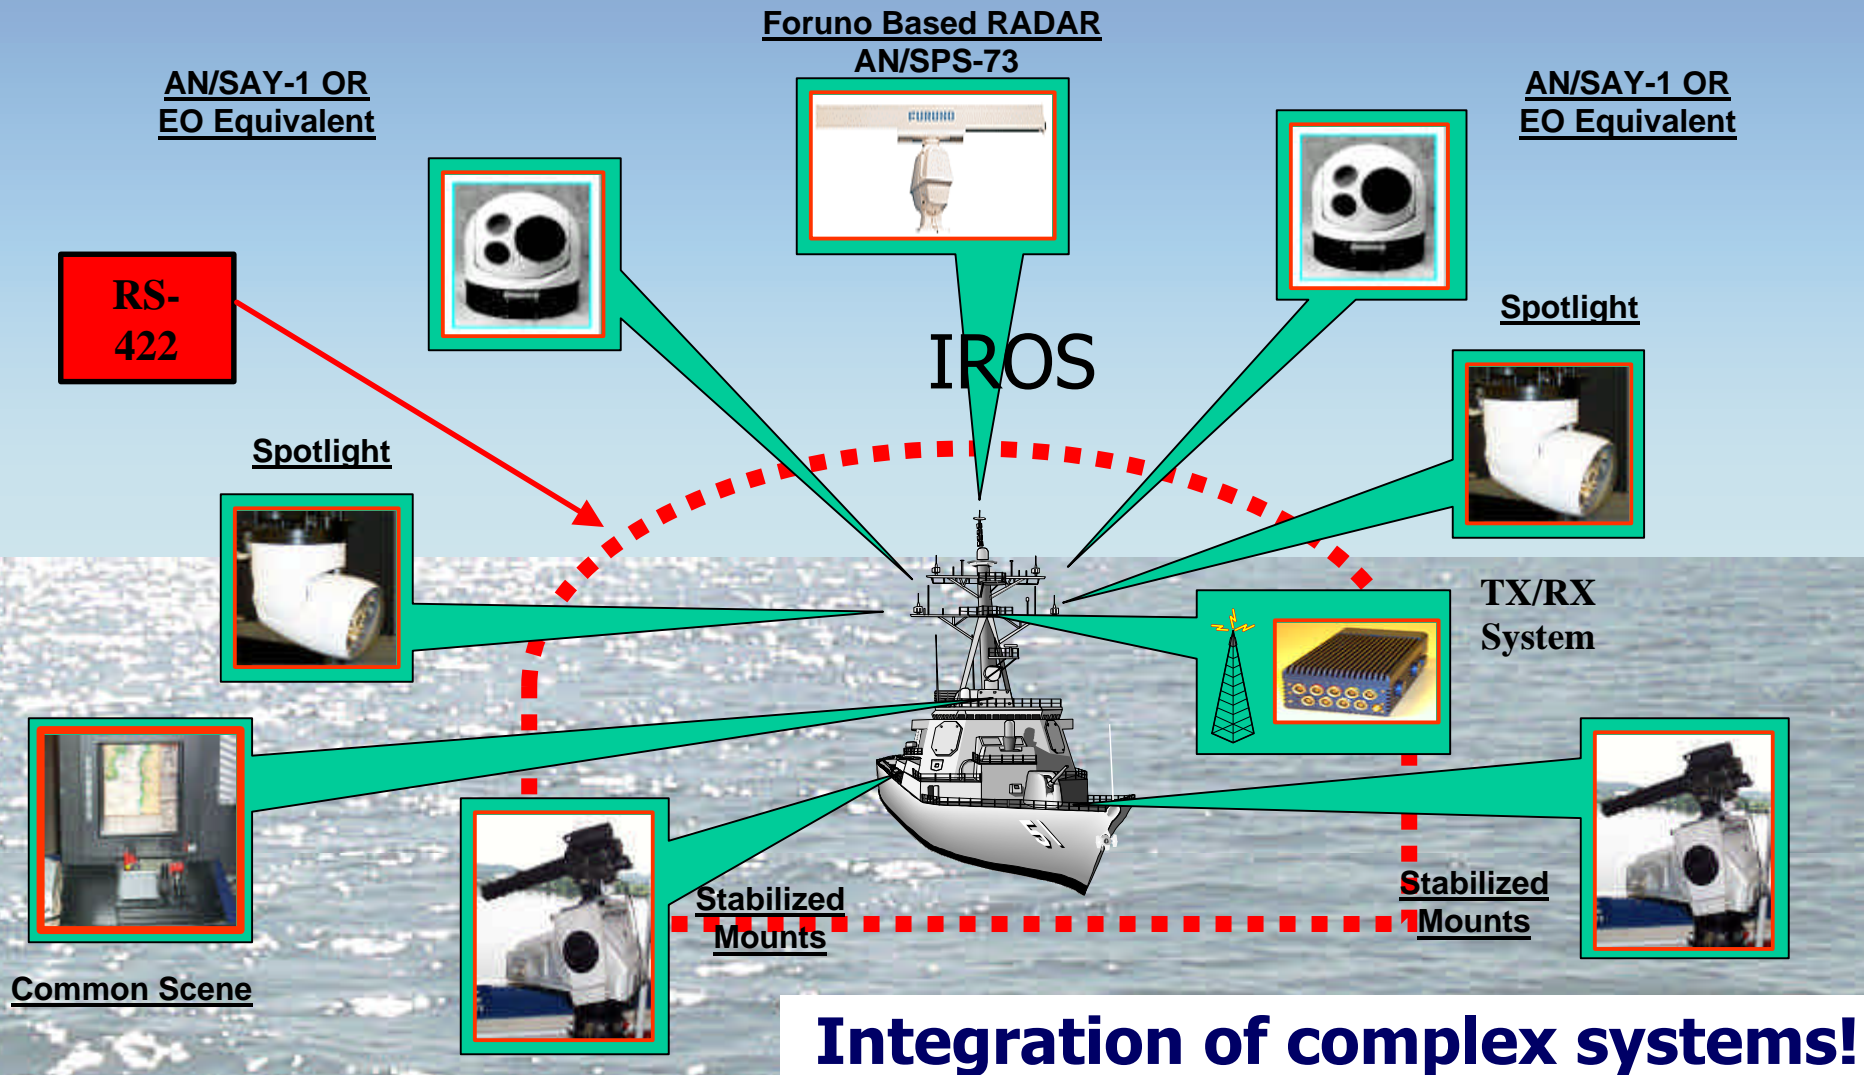 Foruno Based RADAR
AN/SPS-73
AN/SAY-1 OR
EO Equivalent
AN/SAY-1 OR
EO Equivalent
FURUNO
RS-
422
Spotlight
IROS
Spotlight
TX/RX
System
51
Stabilized
Mounts
Stabilized
Mounts
Common Scene
Integration of complex systems!